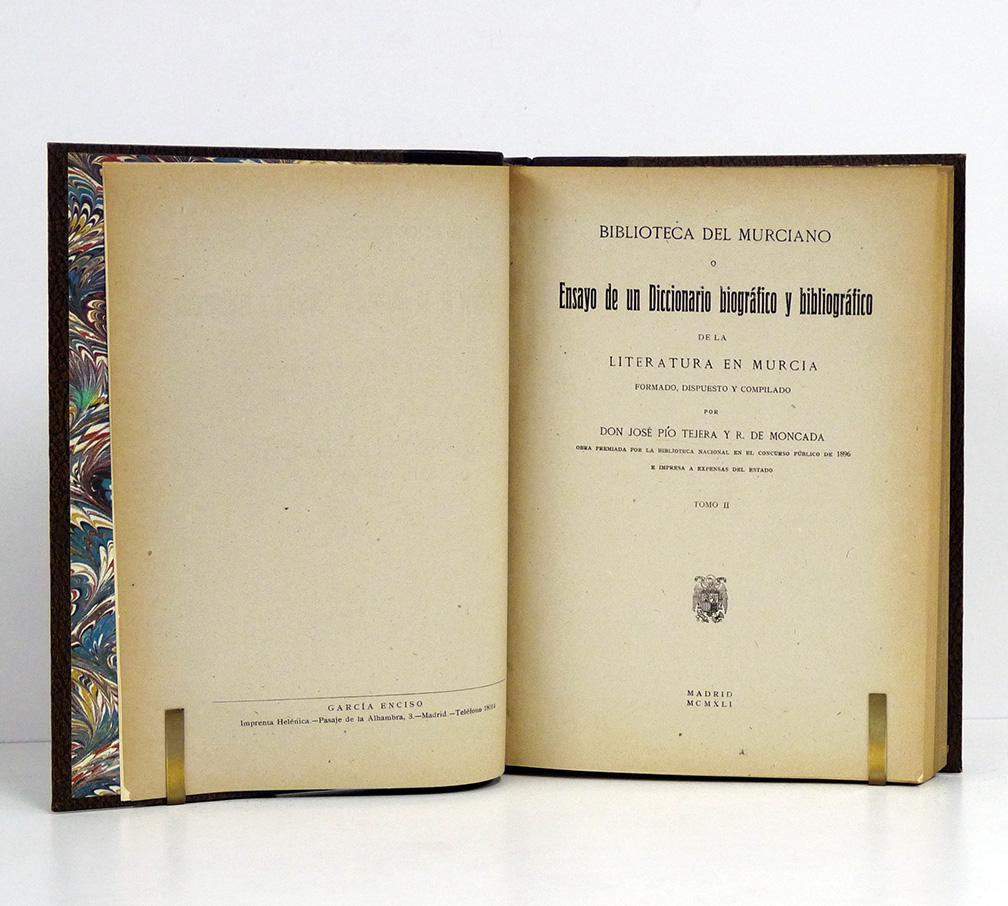 GARCÍA ENCISO
Imprenta Helénica.—Pasaje de la Alhambra, 3.—Madrid.—Teléfono
BIBLIOTECA DEL MURCIANO
O
Ensayo de un Diccionario biográfico y bibliográfico
DE LA
LITERATURA EN MURCIA
FORMADO, DISPUESTO Y COMPILADO
POR
DON JOSÉ PÍO TEJERA Y R. DE MONCADA
OBRA PREMIADA POR LA BIBLIOTECA NACIONAL EN EL CONCURSO PÚBLICO DE 1896
E IMPRESA A EXPENSAS DEL ESTADO
TOMO II
MADRID
MCMXLI